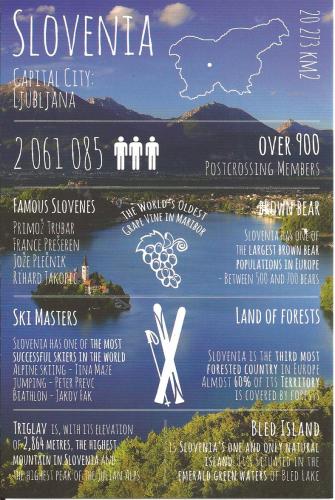 SLOVENIA
20 273 KM2
CAPITAL CITY:
LJUBLJANA
2 061 085
OVER 900
POSTCROSSING MEMBERS
FAMOUS SLOVENES
PRIMOŽ TRUBAR
FRANCE PREŠEREN
JOŽE PLEČNIK
RIHARD JAKOPIČ
THE WORLD'S OLDEST
GRAPE VINE IN MARIBOR
BROWN BEAR
SLOVENIA HAS ONE OF
THE LARGEST BROWN BEAR
POPULATIONS IN EUROPE
- BETWEEN 500 AND 700 BEARS
SKI MASTERS
SLOVENIA HAS ONE OF THE MOST
SUCCESSFUL SKIERS IN THE WORLD
ALPINE SKIING - TINA MAZE
JUMPING - PETER PREVC
BIATHLON - JAKOV FAK
LAND OF FORESTS
SLOVENIA IS THE THIRD MOST
FORESTED COUNTRY IN EUROPE
ALMOST 60% OF ITS TERRITORY
IS COVERED BY FORESTS
TRIGLAV IS, WITH ITS ELEVATION
OF 2,864 METRES, THE HIGHEST
MOUNTAIN IN SLOVENIA AND
THE HIGHEST PEAK OF THE JULIAN ALPS
BLED ISLAND
IS SLOVENIA'S ONE AND ONLY NATURAL
ISLAND. IT'S SITUATED IN THE
EMERALD GREEN WATERS OF BLED LAKE